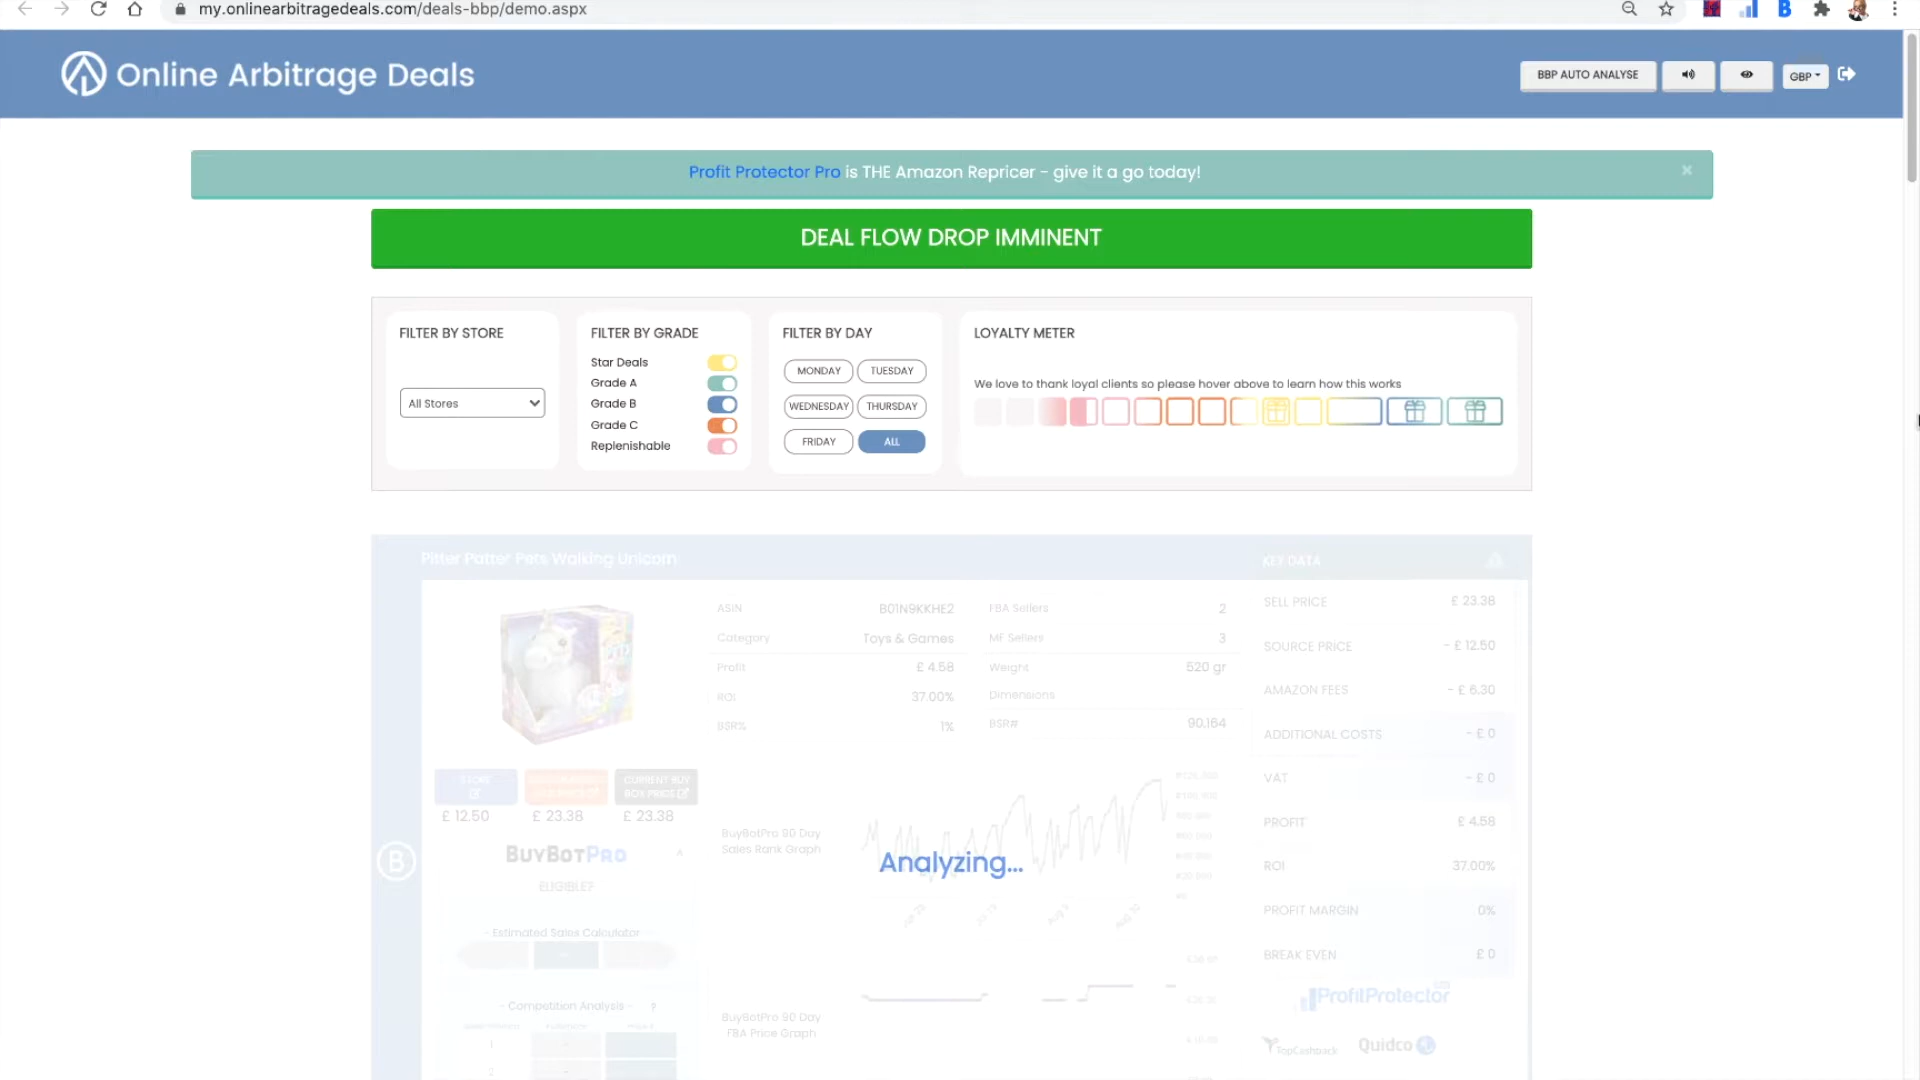 my.onlinearbitragedeals.com/deals-bbp/demo.aspx
Online Arbitrage Deals
BBP AUTO ANALYSE
GBP
Profit Protector Pro is THE Amazon Repricer - give it a go today!
DEAL FLOW DROP IMMINENT
FILTER BY STORE
All Stores
FILTER BY GRADE
Star Deals
Grade A
Grade B
Grade C
Replenishable
FILTER BY DAY
MONDAY TUESDAY
WEDNESDAY THURSDAY
FRIDAY ALL
LOYALTY METER
We love to thank loyal clients so please hover above to learn how this works
Pitter Patter Pets Walking Unicorn
KEY DATA
ASIN B01N9KKHE2
Category Toys & Games
Profit £ 4.58
ROI 37.00%
BSR% 1%
FBA Sellers 2
MF Sellers 3
Weight 520 gr
Dimensions
BSR# 90,164
SELL PRICE £ 23.38
SOURCE PRICE - £ 12.50
AMAZON FEES - £ 6.30
ADDITIONAL COSTS - £ 0
VAT - £ 0
PROFIT £ 4.58
ROI 37.00%
PROFIT MARGIN 0%
BREAK EVEN £ 0
STORE
CURRENT BUY
BOX PRICE
£ 12.50 £ 23.38 £ 23.38
BUYBOTPRO
ELIGIBLE?
- Estimated Sales Calculator -
- Competition Analysis - ?
1
2
BuyBotPro 90 Day
Sales Rank Graph
Analyzing...
BuyBotPro 90 Day
FBA Price Graph
ProfitProtector
TopCashback
Quidco